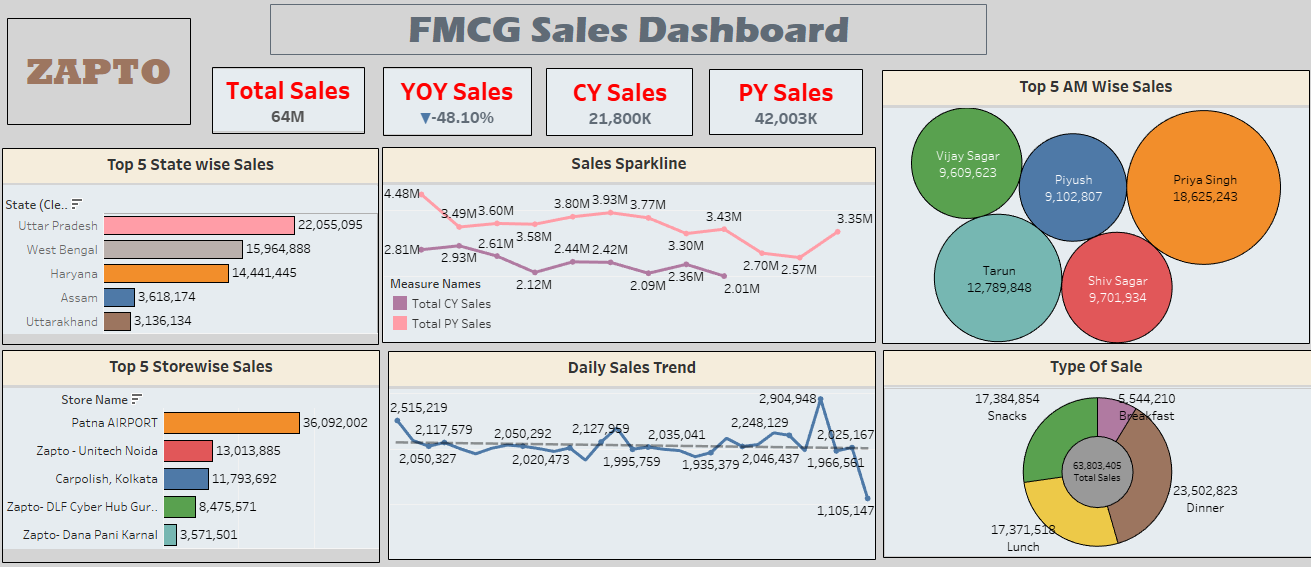 FMCG Sales Dashboard
ZAPTO
Total Sales
64M
YOY Sales
▼-48.10%
CY Sales
21,800K
PY Sales
42,003K
Top 5 State wise Sales
State (Cle..
Uttar Pradesh 22,055,095
West Bengal 15,964,888
Haryana 14,441,445
Assam 3,618,174
Uttarakhand 3,136,134
Sales Sparkline
4.48M 3.49M 3.60M 3.58M 3.80M 3.93M 3.77M 3.30M 3.43M 2.70M 2.57M 3.35M
2.81M 2.93M 2.61M 2.12M 2.44M 2.42M 2.09M 2.36M 2.01M
Measure Names
Total CY Sales
Total PY Sales
Top 5 AM Wise Sales
Vijay Sagar
9,609,623
Piyush
9,102,807
Priya Singh
18,625,243
Tarun
12,789,848
Shiv Sagar
9,701,934
Top 5 Storewise Sales
Store Name
Patna AIRPORT 36,092,002
Zapto - Unitech Noida 13,013,885
Carpolish, Kolkata 11,793,692
Zapto- DLF Cyber Hub Gur.. 8,475,571
Zapto- Dana Pani Karnal 3,571,501
Daily Sales Trend
2,515,219
2,050,327
2,117,579
2,050,292
2,020,473
2,127,959
1,995,759
2,035,041
1,935,379
2,248,129
2,046,437
2,904,948
1,966,561
2,025,167
1,105,147
Type Of Sale
17,384,854
Snacks
5,544,210
Breakfast
63,803,405
Total Sales
23,502,823
Dinner
17,371,518
Lunch